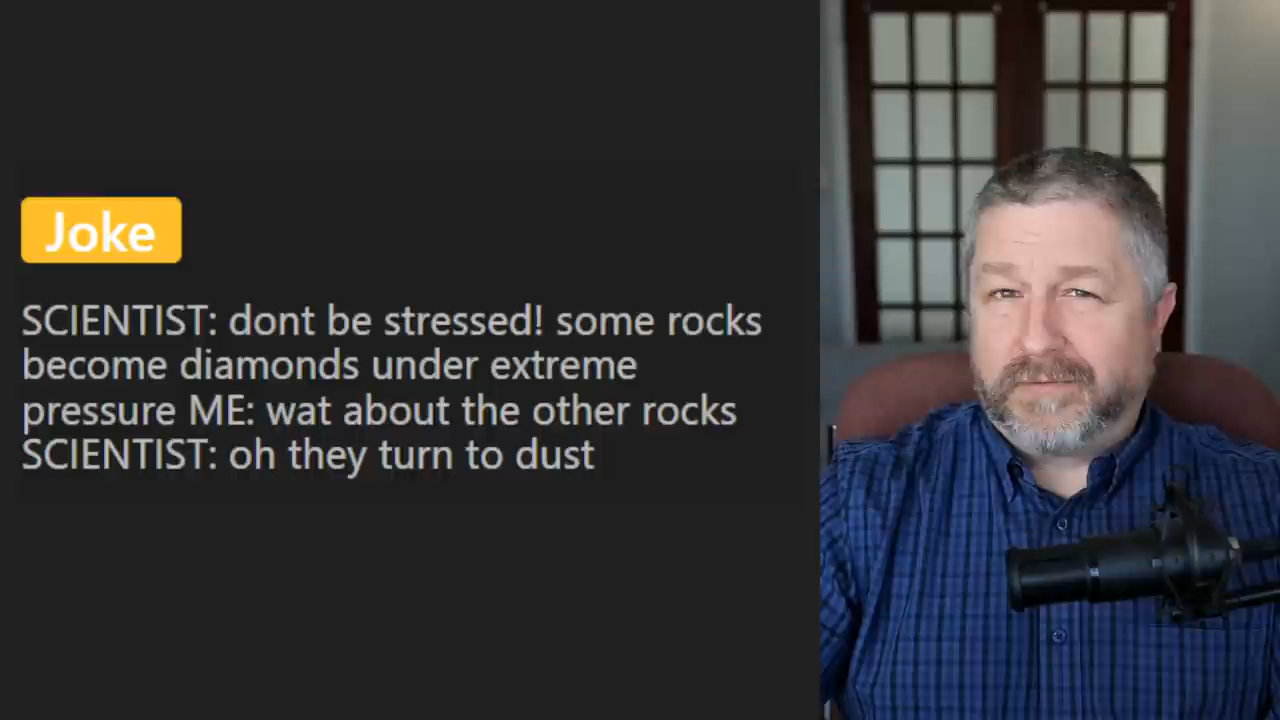 Joke
SCIENTIST: dont be stressed! some rocks
become diamonds under extreme
pressure ME: wat about the other rocks
SCIENTIST: oh they turn to dust